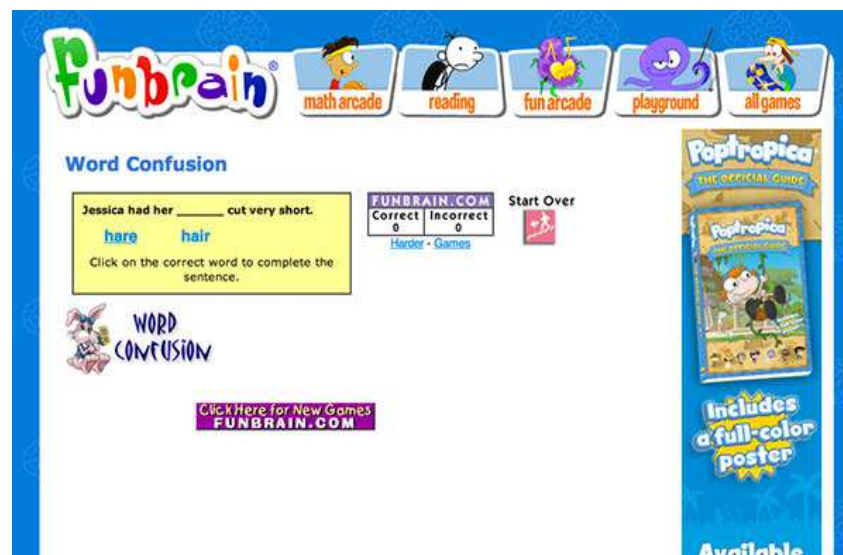 funbrain®
math arcade
reading
fun arcade
playground
all games
Word Confusion
Jessica had her ______ cut very short.
hare hair
Click on the correct word to complete the
sentence.
FUNBRAIN.COM
Correct Incorrect
0 0
Harder - Games
Start Over
WORD
CONFUSION
Click Here for New Games
FUNBRAIN.COM
Poptropica
THE OFFICIAL GUIDE
Poptropica
THE OFFICIAL GUIDE
Includes
a full-color
poster
Available